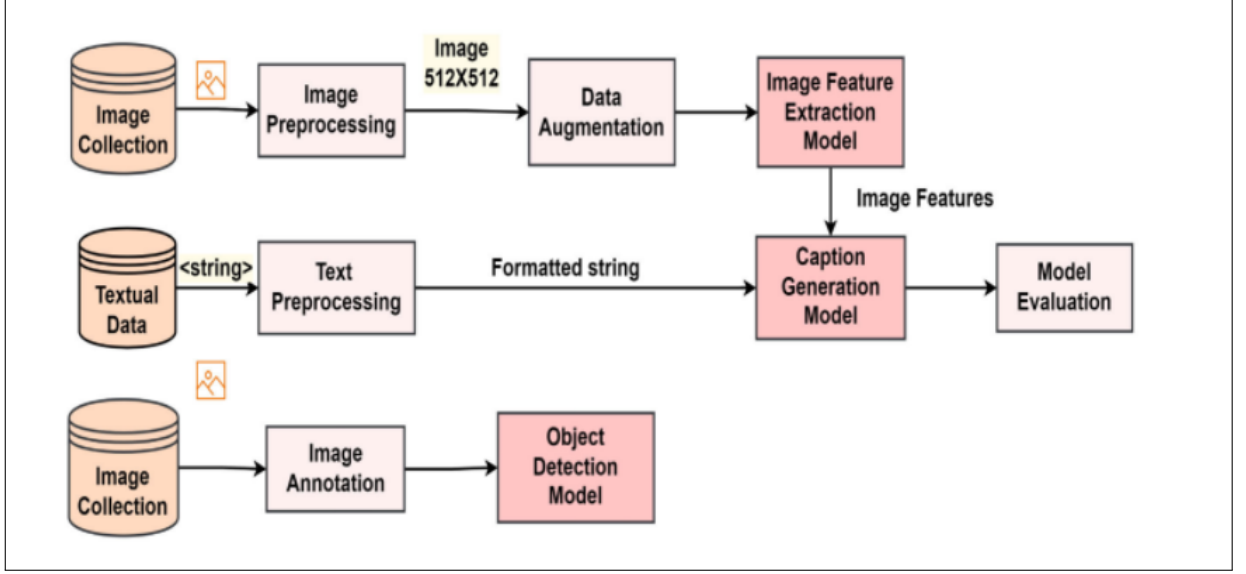 Image
Collection
Image
Preprocessing
Image
512X512
Data
Augmentation
Image Feature
Extraction
Model
Image Features
Textual
Data
<string>
Text
Preprocessing
Formatted string
Caption
Generation
Model
Model
Evaluation
Image
Collection
Image
Annotation
Object
Detection
Model